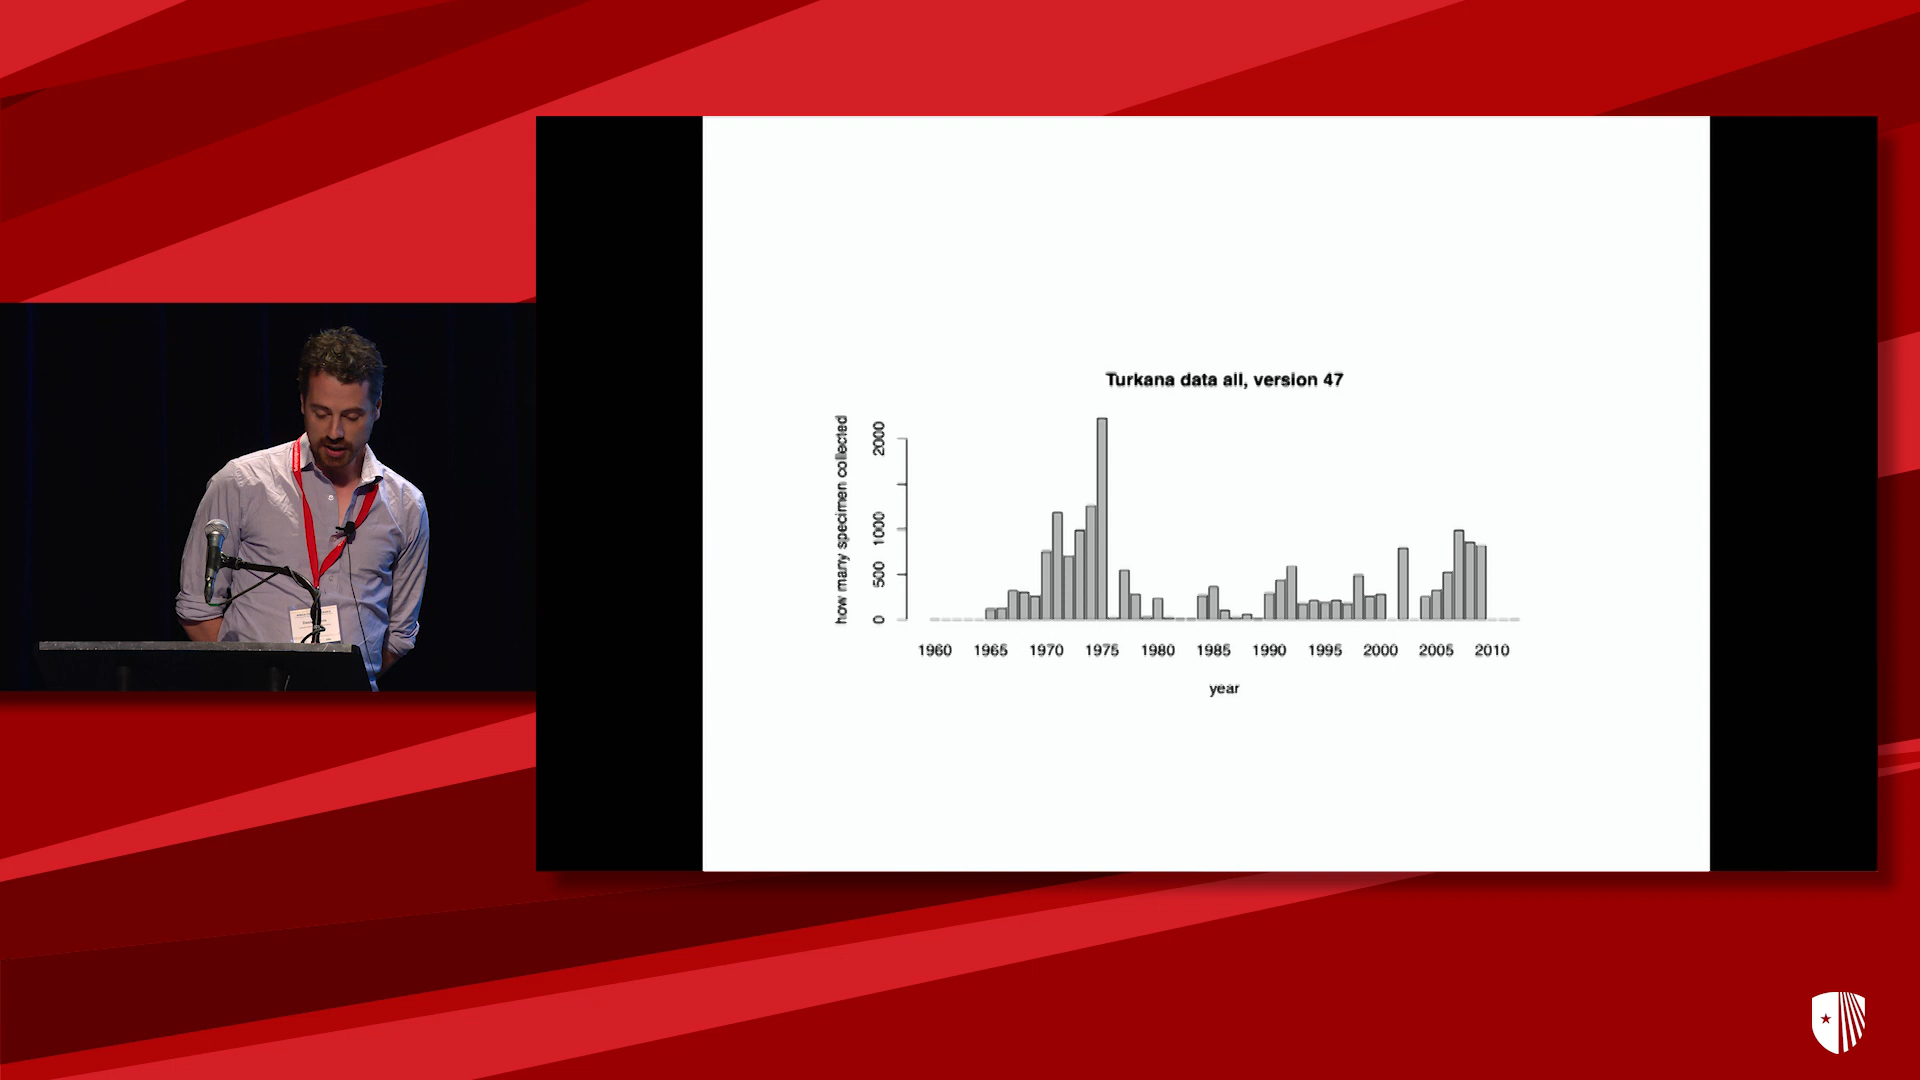 Turkana data all, version 47
how many specimen collected
2000
1000
500
0
1960 1965 1970 1975 1980 1985 1990 1995 2000 2005 2010
year